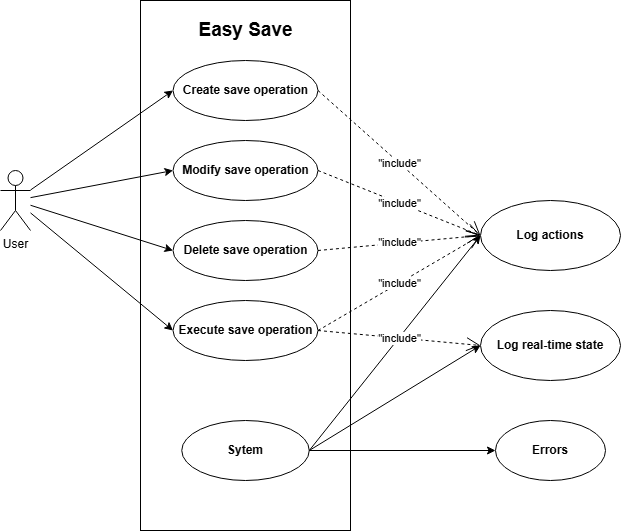 Easy Save
Create save operation
"include"
Modify save operation
"include"
User
Log actions
Delete save operation
"include"
"include"
Execute save operation
"include"
Log real-time state
Sytem
Errors